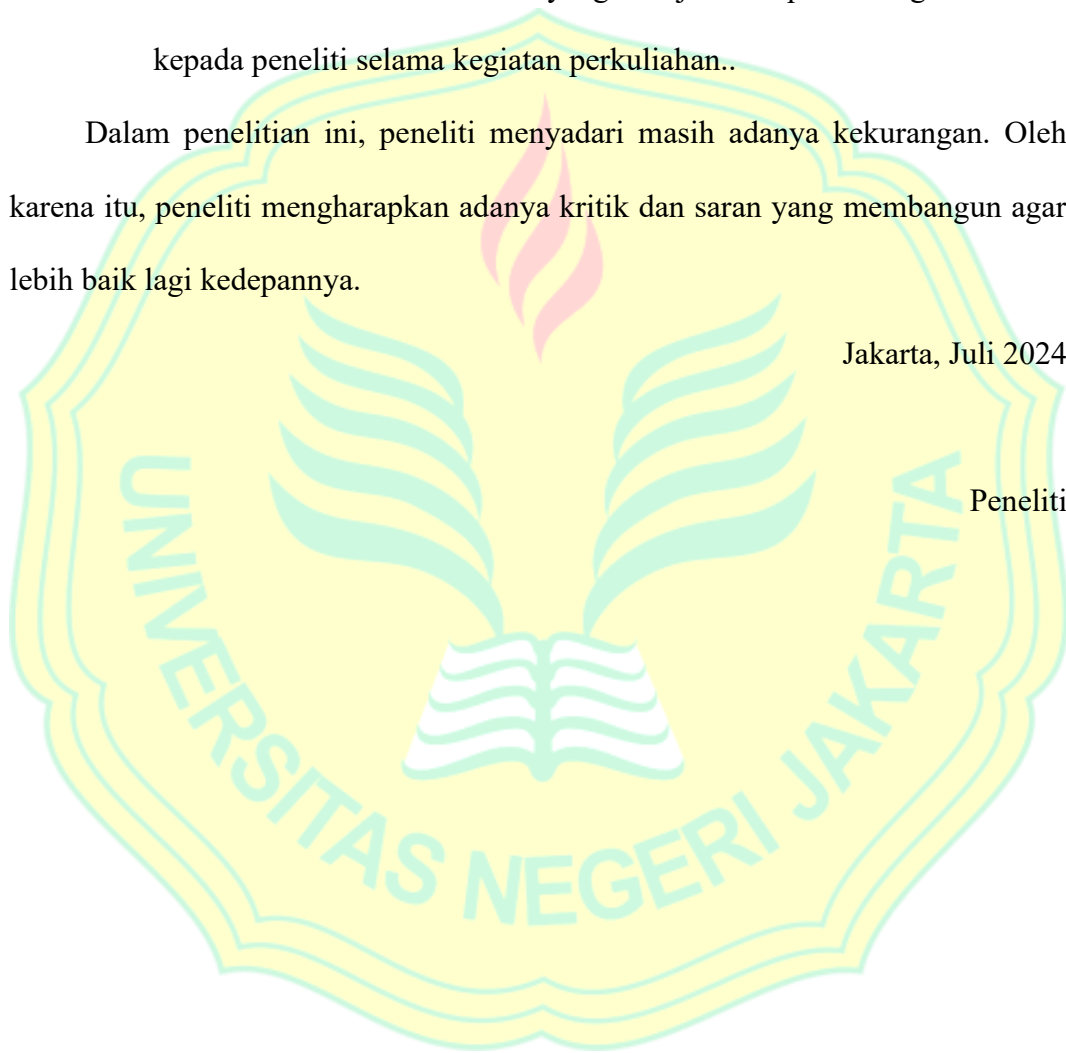 kepada peneliti selama kegiatan perkuliahan..
Dalam penelitian ini, peneliti menyadari masih adanya kekurangan. Oleh
karena itu, peneliti mengharapkan adanya kritik dan saran yang membangun agar
lebih baik lagi kedepannya.
Jakarta, Juli 2024
Peneliti
UNIVERSITAS NEGERI JAKARTA